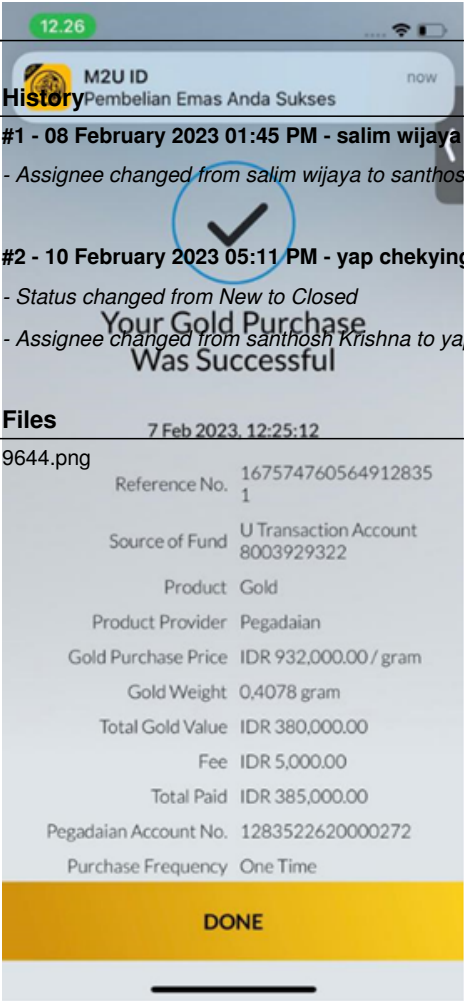 12.26
M2U ID
now
Pembelian Emas Anda Sukses
History
#1 - 08 February 2023 01:45 PM - salim wijaya
- Assignee changed from salim wijaya to santhos
#2 - 10 February 2023 05:11 PM - yap chekying
- Status changed from New to Closed
Your Gold Purchase
- Assignee changed from santhosh Krishna to yap
Was Successful
Files
7 Feb 2023, 12:25:12
9644.png
Reference No. 167574760564912835
1
Source of Fund U Transaction Account
8003929322
Product Gold
Product Provider Pegadaian
Gold Purchase Price IDR 932,000.00 / gram
Gold Weight 0,4078 gram
Total Gold Value IDR 380,000.00
Fee IDR 5,000.00
Total Paid IDR 385,000.00
Pegadaian Account No. 1283522620000272
Purchase Frequency One Time
DONE